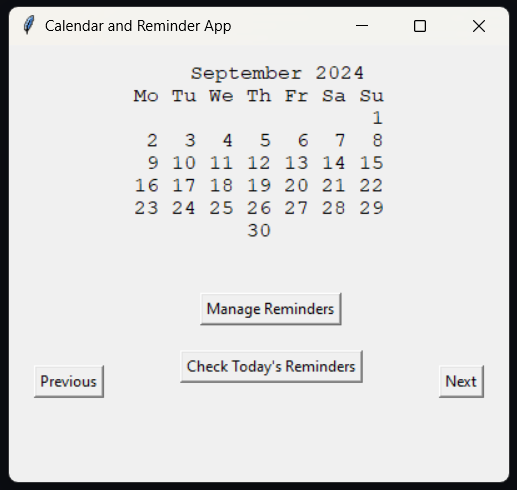 Calendar and Reminder App
September 2024
Mo Tu We Th Fr Sa Su
1
2 3 4 5 6 7 8
9 10 11 12 13 14 15
16 17 18 19 20 21 22
23 24 25 26 27 28 29
30
Manage Reminders
Check Today's Reminders
Previous
Next